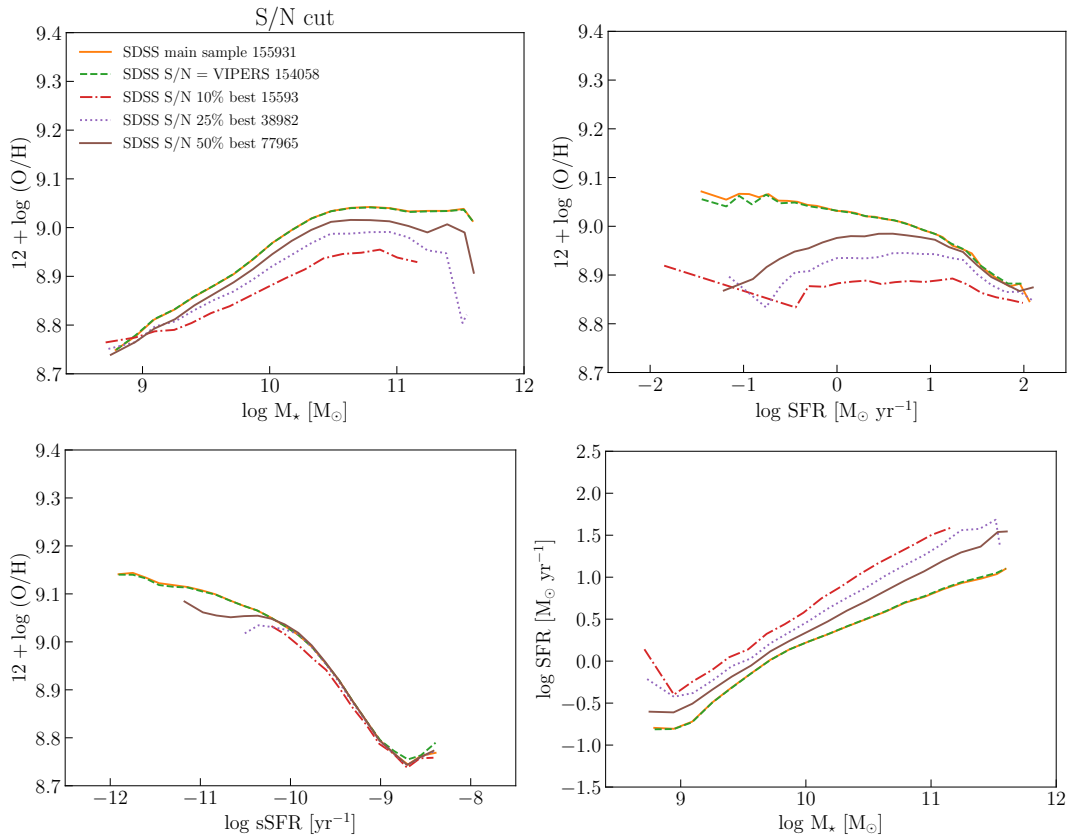 S/N cut
9.4
9.3
9.2
9.1
9.0
8.9
8.8
8.7
12 + log (O/H)
SDSS main sample 155931
SDSS S/N = VIPERS 154058
SDSS S/N 10% best 15593
SDSS S/N 25% best 38982
SDSS S/N 50% best 77965
9 10 11 12
log M⋆ [M⊙]
9.4
9.3
9.2
9.1
9.0
8.9
8.8
8.7
12 + log (O/H)
−2 −1 0 1 2
log SFR [M⊙ yr⁻¹]
9.4
9.3
9.2
9.1
9.0
8.9
8.8
8.7
12 + log (O/H)
−12 −11 −10 −9 −8
log sSFR [yr⁻¹]
2.5
2.0
1.5
1.0
0.5
0.0
−0.5
−1.0
−1.5
log SFR [M⊙ yr⁻¹]
9 10 11 12
log M⋆ [M⊙]